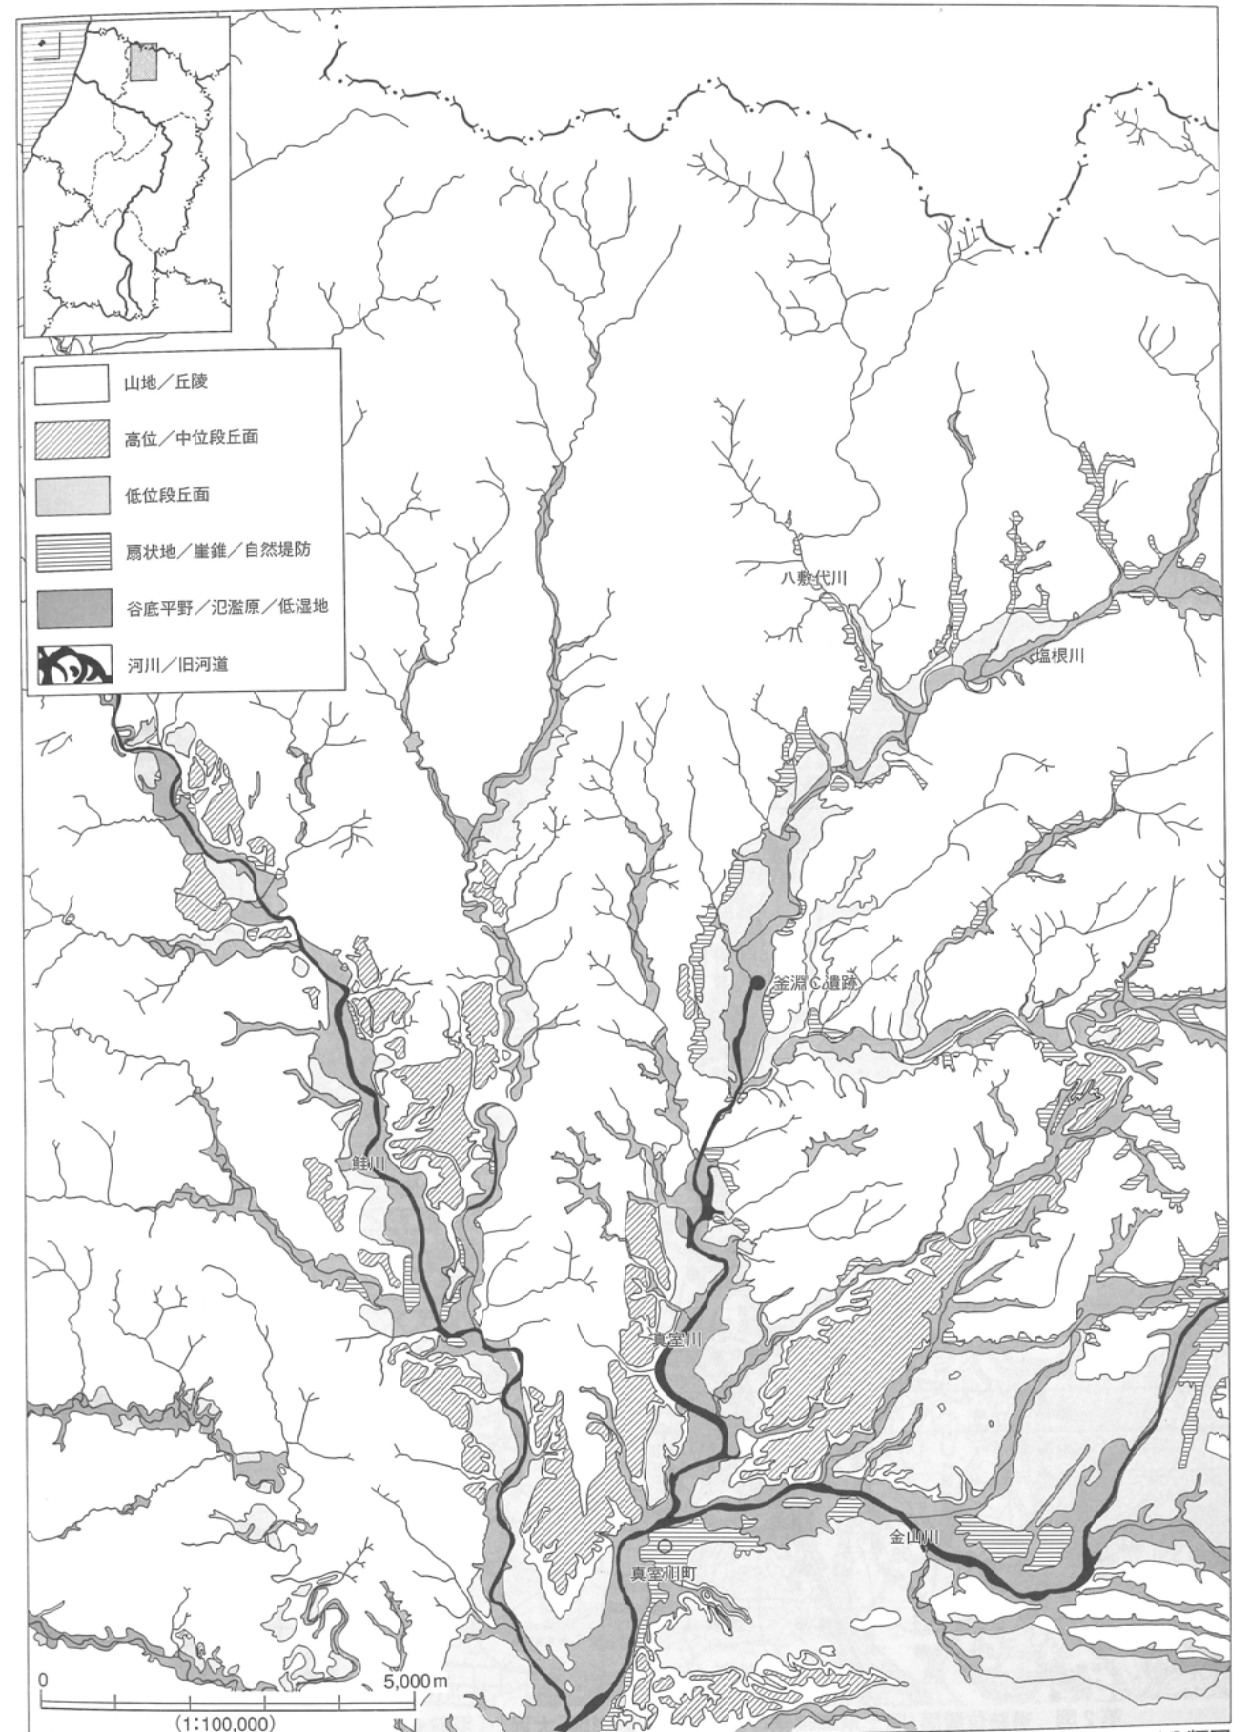 山地／丘陵
高位／中位段丘面
低位段丘面
扇状地／崖錐／自然堤防
谷底平野／氾濫原／低湿地
河川／旧河道
八敷代川
塩根川
釜淵C遺跡
鮭川
真室川
金山川
真室川町
0 5,000m
(1:100,000)